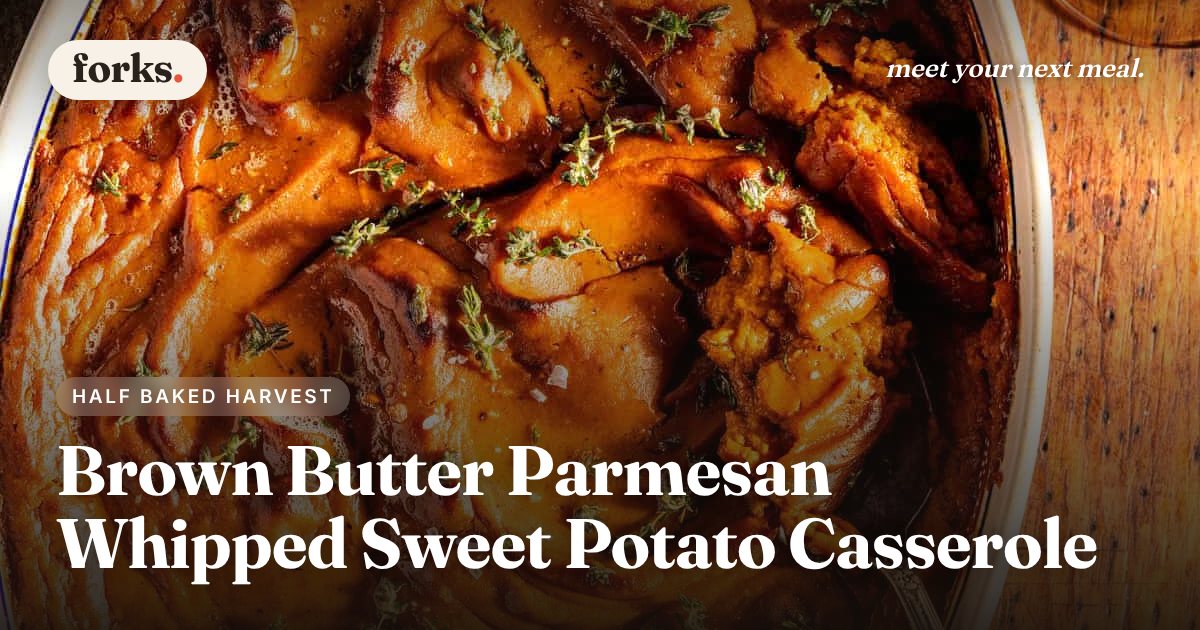 forks.
meet your next meal.
HALF BAKED HARVEST
Brown Butter Parmesan
Whipped Sweet Potato Casserole